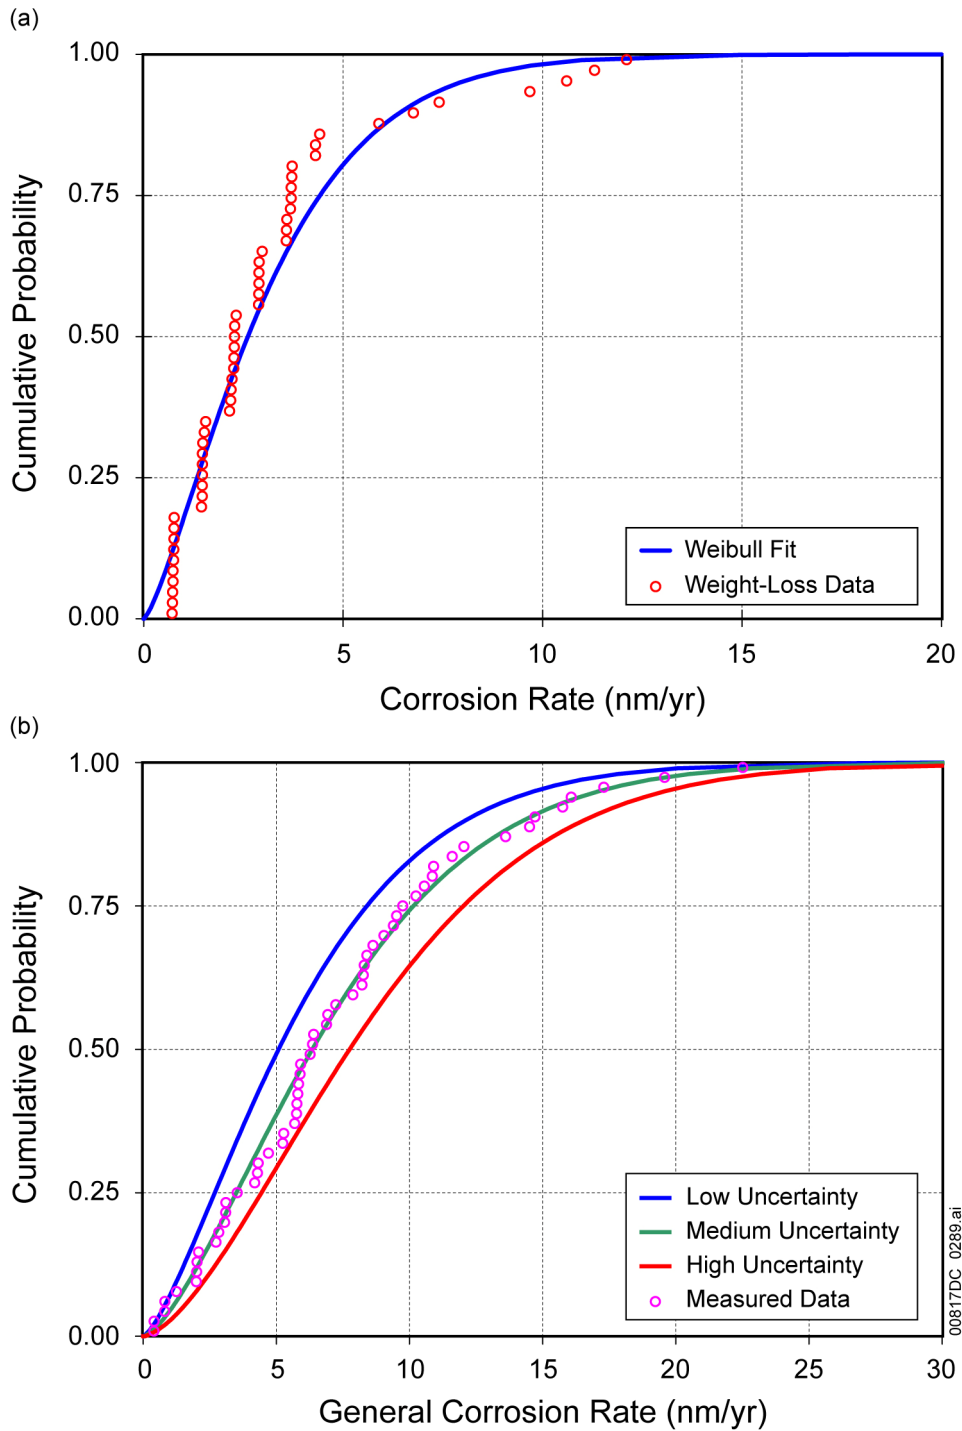 (a)
1.00
0.75
0.50
0.25
0.00
Cumulative Probability
Weibull Fit
Weight-Loss Data
0 5 10 15 20
Corrosion Rate (nm/yr)
(b)
1.00
0.75
0.50
0.25
0.00
Cumulative Probability
Low Uncertainty
Medium Uncertainty
High Uncertainty
Measured Data
0 5 10 15 20 25 30
General Corrosion Rate (nm/yr)
00817DC_0289.ai